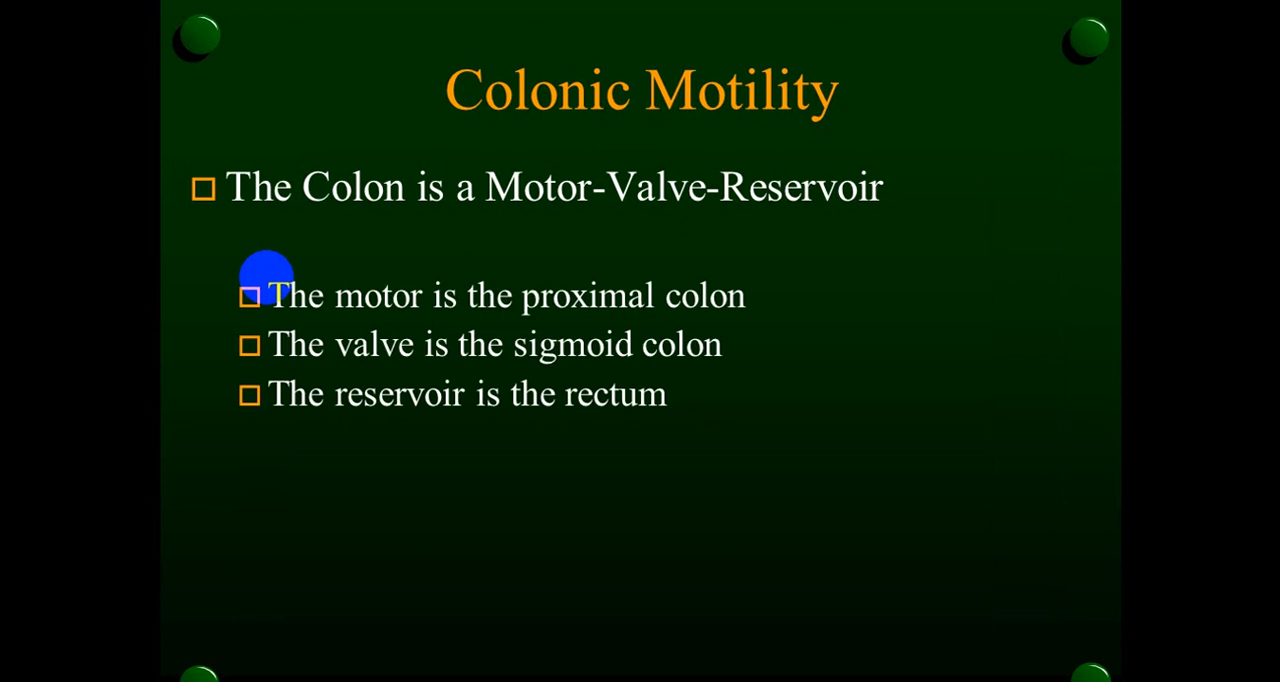 Colonic Motility
The Colon is a Motor-Valve-Reservoir
The motor is the proximal colon
The valve is the sigmoid colon
The reservoir is the rectum